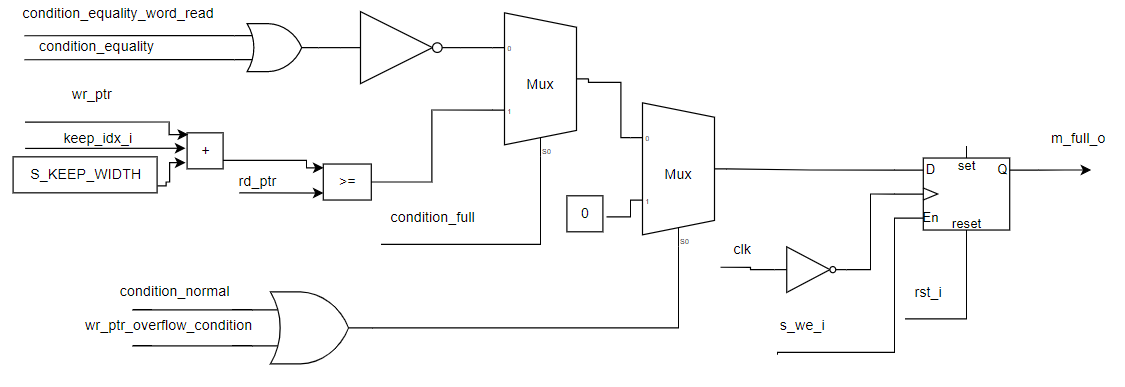 condition_equality_word_read
condition_equality
0
1
Mux
S0
wr_ptr
keep_idx_i
S_KEEP_WIDTH
+
rd_ptr
>=
condition_full
0
0
1
Mux
S0
D
set
Q
En
reset
m_full_o
clk
rst_i
s_we_i
condition_normal
wr_ptr_overflow_condition